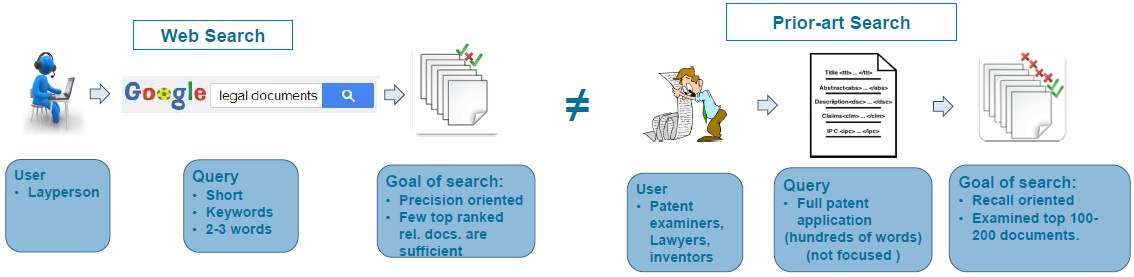 Web Search
Google
legal documents
≠
Prior-art Search
Title <ttl> ... </ttl>
Abstract<abs> ... </abs>
Description<dsc> ... </dsc>
Claims<clm> ... </clm>
IPC <ipc> ... </ipc>
User
• Layperson
Query
• Short
• Keywords
• 2-3 words
Goal of search:
• Precision oriented
• Few top ranked
rel. docs. are
sufficient
User
• Patent
examiners,
Lawyers,
inventors
Query
• Full patent
application
(hundreds of words)
(not focused )
Goal of search:
• Recall oriented
• Examined top 100-
200 documents.